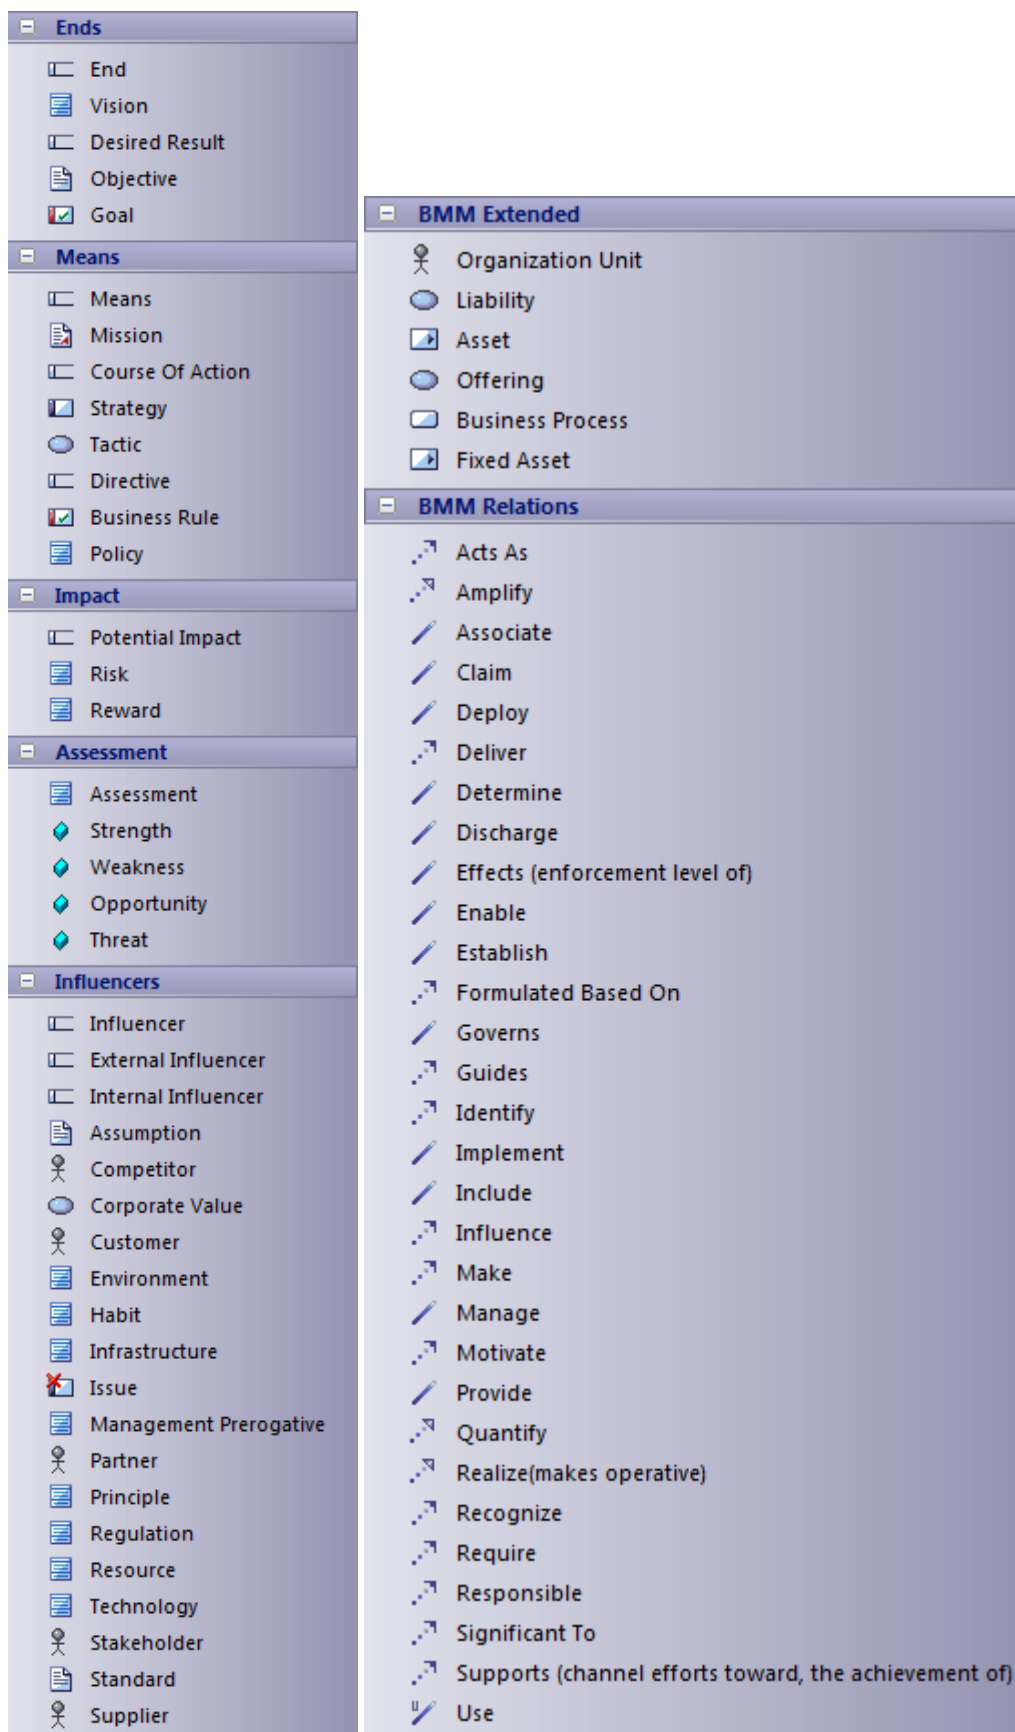 Ends
End
Vision
Desired Result
Objective
Goal
Means
Means
Mission
Course Of Action
Strategy
Tactic
Directive
Business Rule
Policy
Impact
Potential Impact
Risk
Reward
Assessment
Assessment
Strength
Weakness
Opportunity
Threat
Influencers
Influencer
External Influencer
Internal Influencer
Assumption
Competitor
Corporate Value
Customer
Environment
Habit
Infrastructure
Issue
Management Prerogative
Partner
Principle
Regulation
Resource
Technology
Stakeholder
Standard
Supplier
BMM Extended
Organization Unit
Liability
Asset
Offering
Business Process
Fixed Asset
BMM Relations
Acts As
Amplify
Associate
Claim
Deploy
Deliver
Determine
Discharge
Effects (enforcement level of)
Enable
Establish
Formulated Based On
Governs
Guides
Identify
Implement
Include
Influence
Make
Manage
Motivate
Provide
Quantify
Realize(makes operative)
Recognize
Require
Responsible
Significant To
Supports (channel efforts toward, the achievement of)
U Use